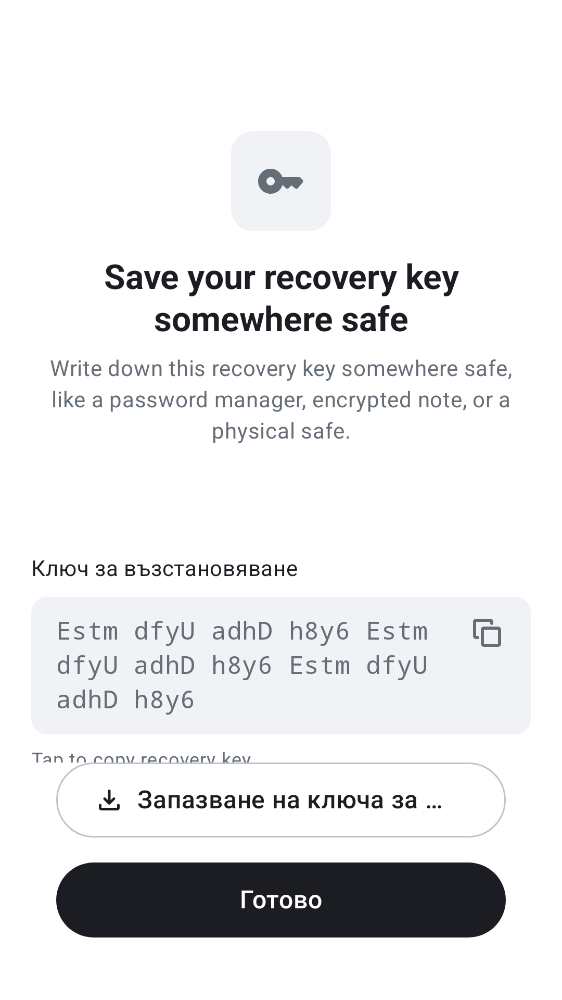 Save your recovery key
somewhere safe
Write down this recovery key somewhere safe,
like a password manager, encrypted note, or a
physical safe.
Ключ за възстановяване
Estm dfyU adhD h8y6 Estm
dfyU adhD h8y6 Estm dfyU
adhD h8y6
Tap to copy recovery key
Запазване на ключа за …
Готово